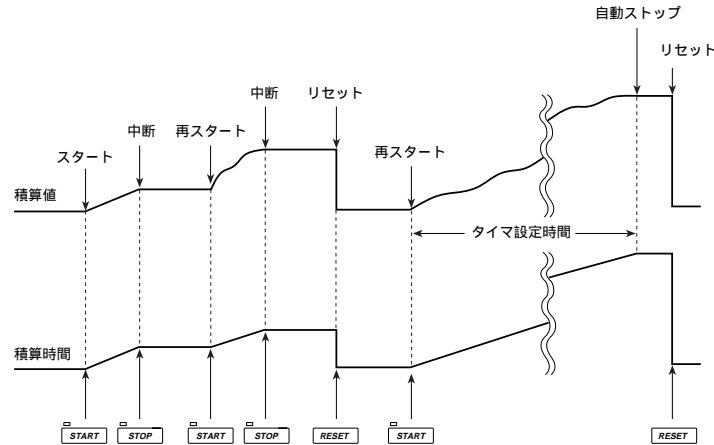 自動ストップ
リセット
中断
リセット
中断
再スタート
再スタート
スタート
積算値
タイマ設定時間
積算時間
START
STOP
START
STOP
RESET
START
RESET